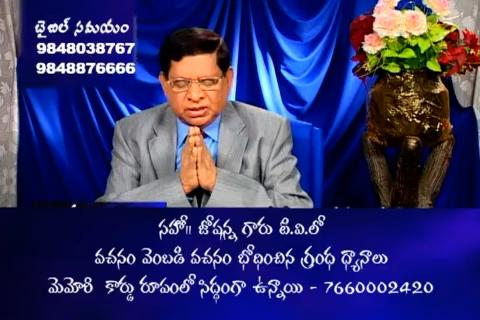 బైబిల్ సమయం
9848038767
9848876666
సహో!! జోషన్న గారు టి.వి.లో
వచనం వెంబడి వచనం బోధించిన గ్రంధ ధ్యానాలు
మెమోరి కార్డు రూపంలో సిద్ధంగా ఉన్నాయి - 7660002420